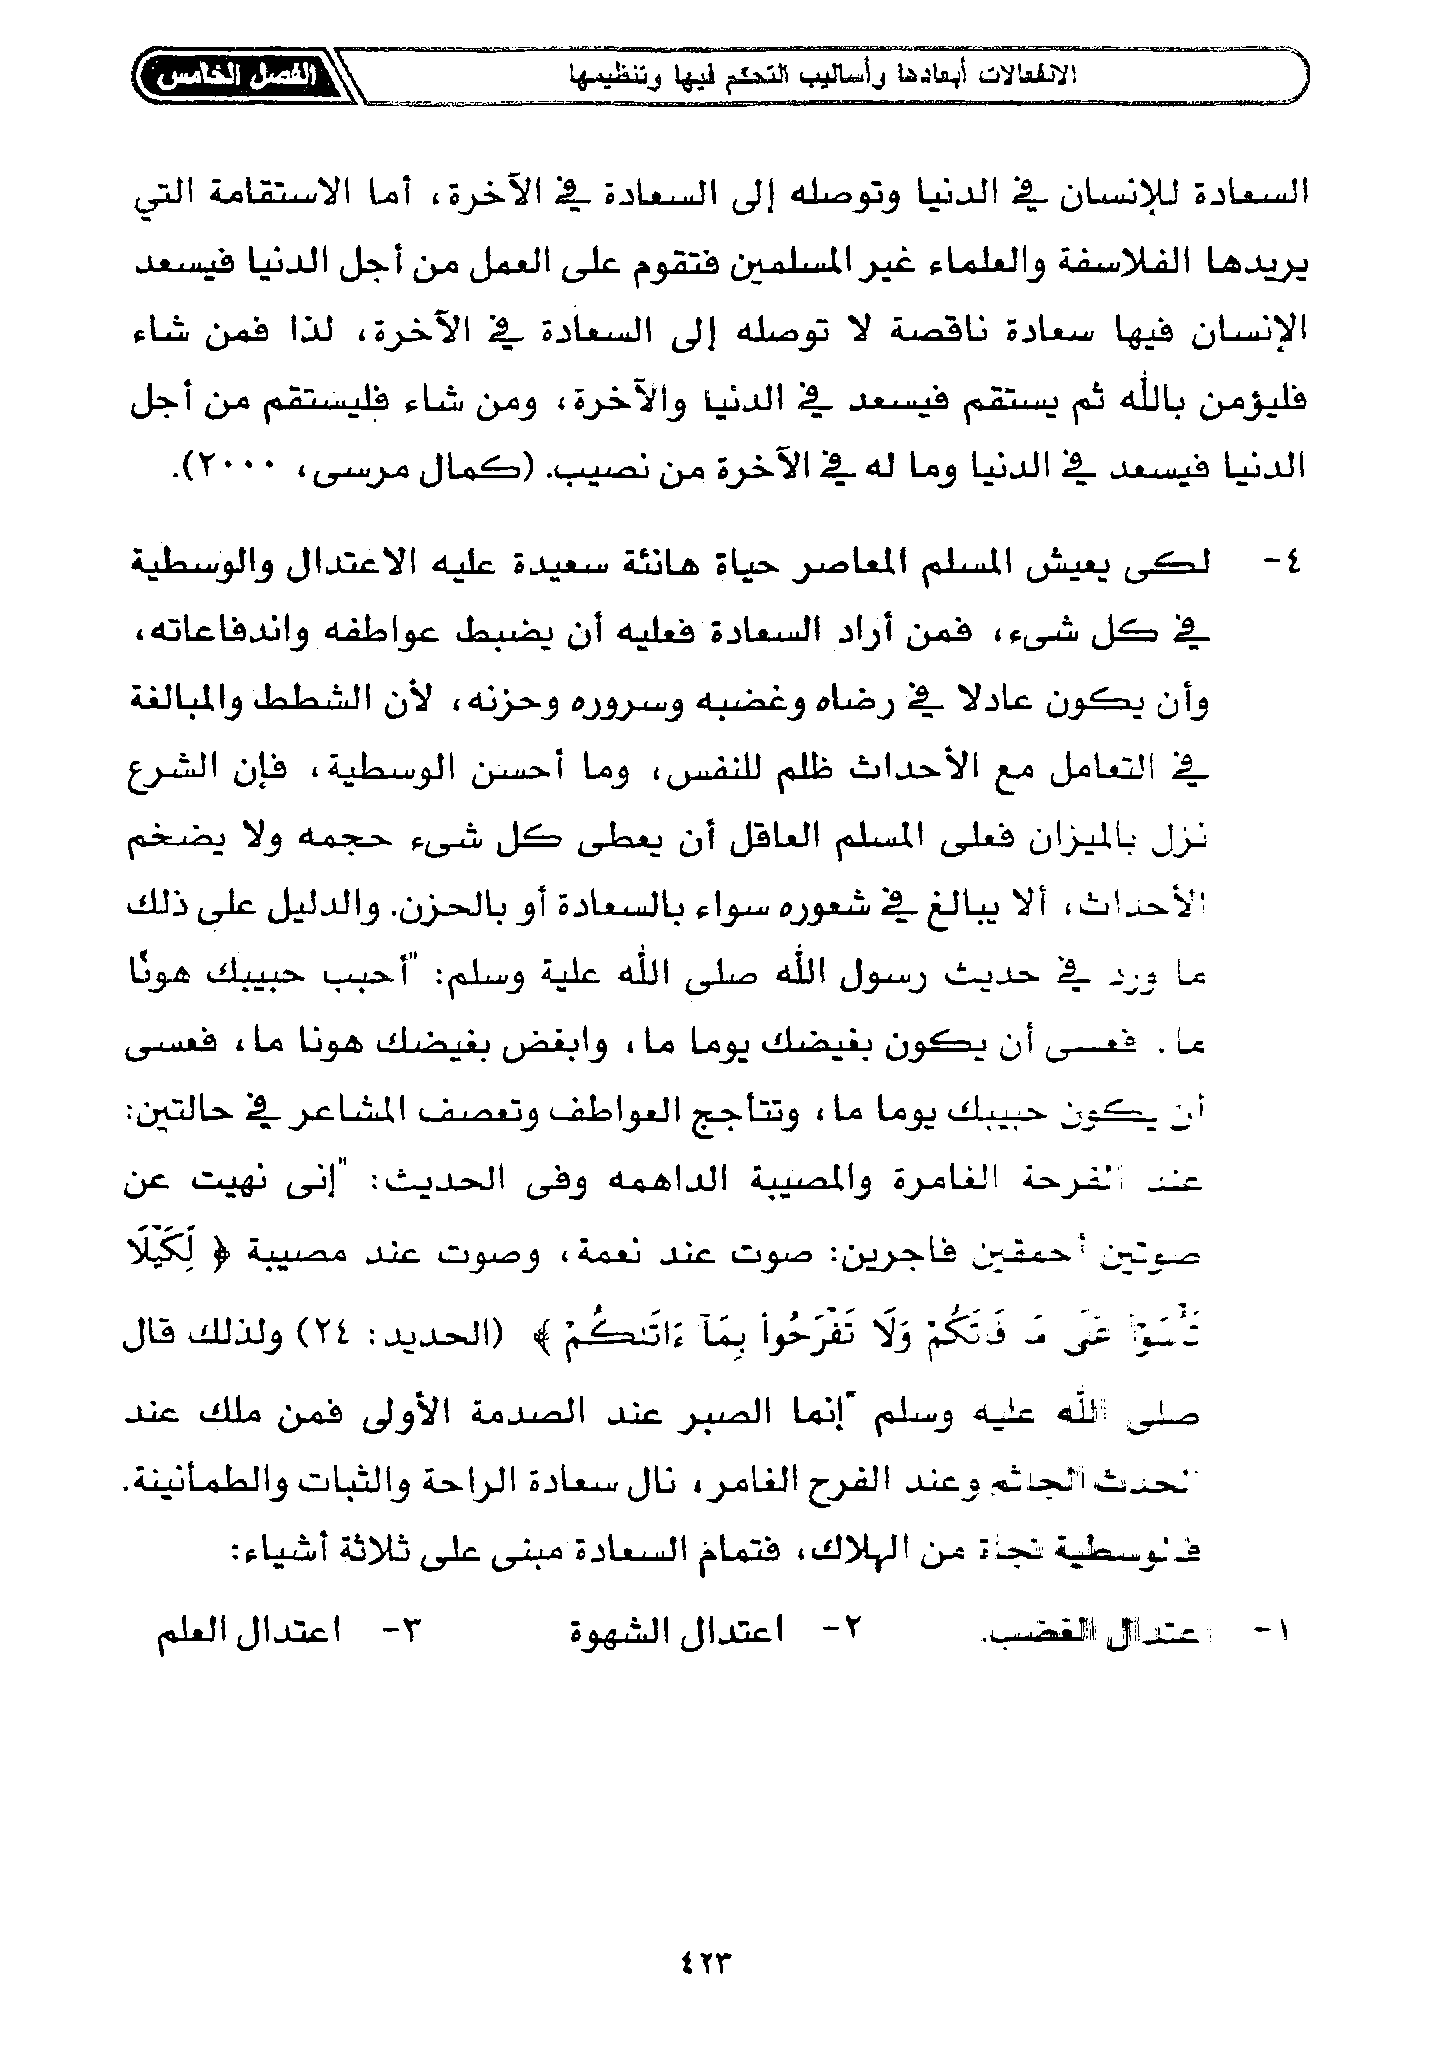 الانفعالات أبعادها وأساليب التحكم فيها وتنظيمها
الفصل الخامس
السعادة للإنسان في الدنيا وتوصله إلى السعادة في الآخرة، أما الاستقامة التي
يريدها الفلاسفة والعلماء غير المسلمين فتقوم على العمل من أجل الدنيا فيسعد
الإنسان فيها سعادة ناقصة لا توصله إلى السعادة في الآخرة، لذا فمن شاء
فليؤمن بالله ثم يستقم فيسعد في الدنيا والآخرة، ومن شاء فليستقم من أجل
الدنيا فيسعد في الدنيا وما له في الآخرة من نصيب. (كمال مرسى، ٢٠٠٠).
٤- لكى يعيش المسلم المعاصر حياة هانئة سعيدة عليه الاعتدال والوسطية
في كل شىء، فمن أراد السعادة فعليه أن يضبط عواطفه واندفاعاته،
وأن يكون عادلا في رضاه وغضبه وسروره وحزنه، لأن الشطط والمبالغة
في التعامل مع الأحداث ظلم للنفس، وما أحسن الوسطية، فإن الشرع
نزل بالميزان فعلى المسلم العاقل أن يعطى كل شىء حجمه ولا يضخم
الأحداث، ألا يبالغ في شعوره سواء بالسعادة أو بالحزن. والدليل على ذلك
ما ورد في حديث رسول الله صلى الله علية وسلم: "أحبب حبيبك هونًا
ما. فعسى أن يكون بغيضك يوما ما، وابغض بغيضك هونا ما، فعسى
أن يكون حبيبك يوما ما، وتتأجج العواطف وتعصف المشاعر في حالتين:
عند الفرحة الغامرة والمصيبة الداهمه وفى الحديث: "إنى نهيت عن
صوتين أحمقين فاجرين: صوت عند نعمة، وصوت عند مصيبة ﴿ لِكَيْلَا
تَأْسَوْا عَلَى مَا فَاتَكُمْ وَلَا تَفْرَحُوا بِمَآ ءَاتَىٰكُمْ ﴾ (الحديد: ٢٤) ولذلك قال
صلى الله عليه وسلم "إنما الصبر عند الصدمة الأولى فمن ملك عند
الحدث الجاثم وعند الفرح الغامر، نال سعادة الراحة والثبات والطمأنينة.
فالوسطية نجاة من الهلاك، فتمام السعادة مبنى على ثلاثة أشياء:
١- اعتدال الغضب. ٢- اعتدال الشهوة ٣- اعتدال العلم
٤٢٣